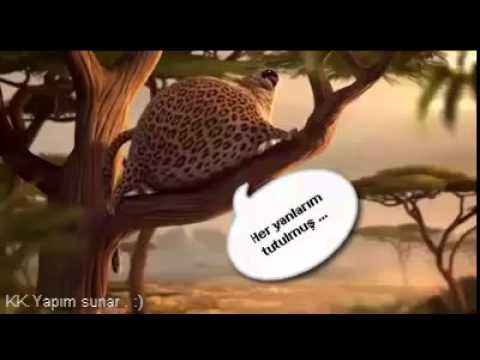 Her yanlarım
tutulmuş ...
KK Yapım sunar . :)